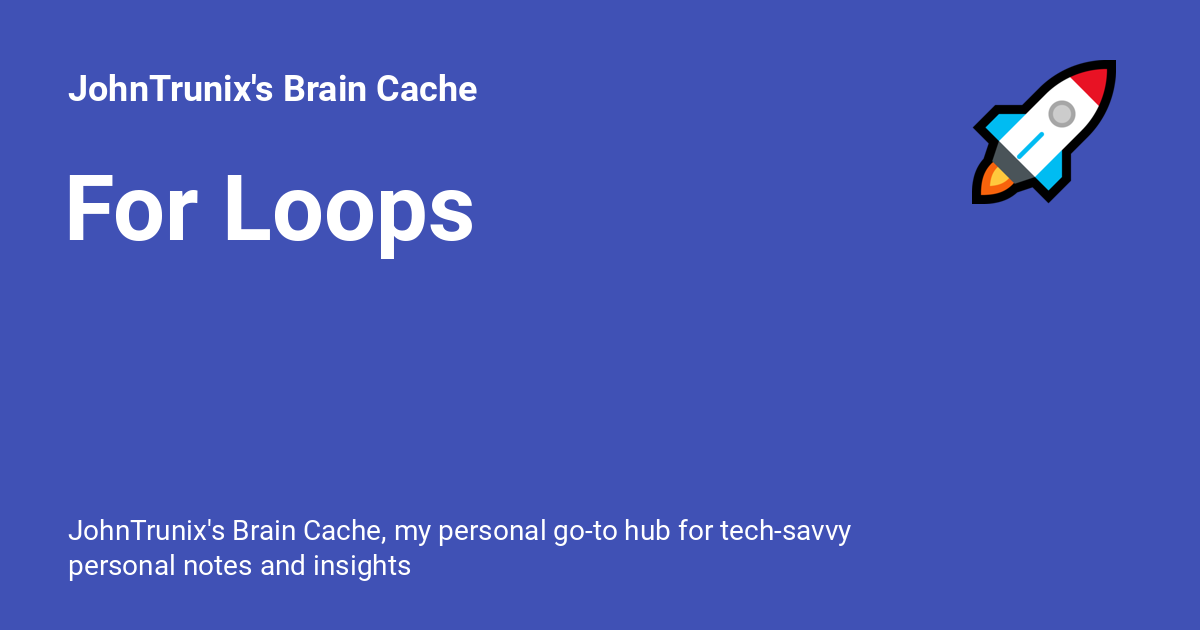 JohnTrunix's Brain Cache
For Loops
JohnTrunix's Brain Cache, my personal go-to hub for tech-savvy
personal notes and insights